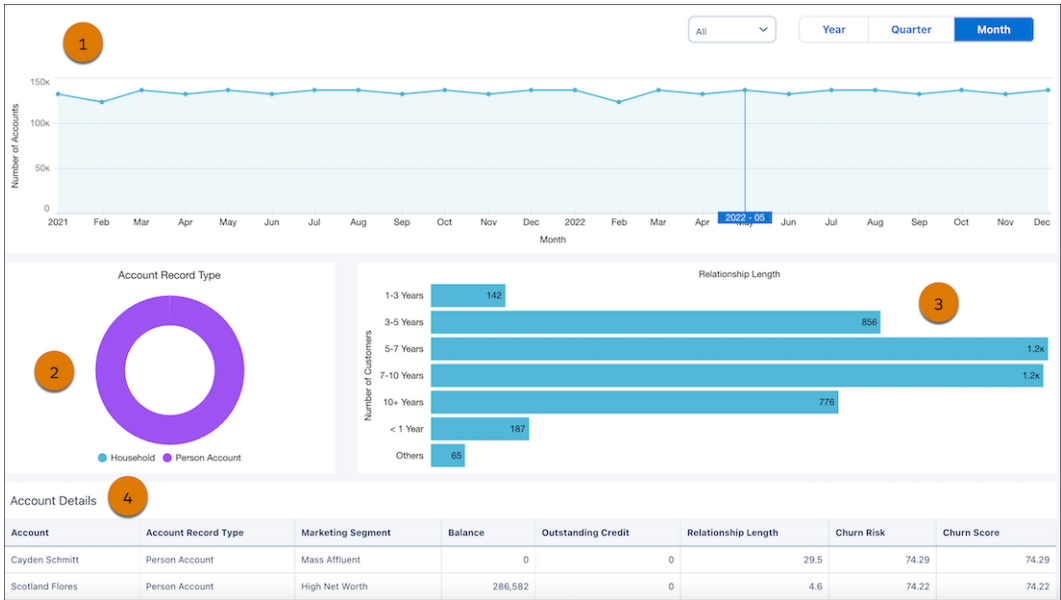 1
All
Year Quarter Month
150K
100K
50K
0
Number of Accounts
2021 Feb Mar Apr May Jun Jul Aug Sep Oct Nov Dec 2022 Feb Mar Apr May Jun Jul Aug Sep Oct Nov Dec
2022 - 05
Month
Account Record Type
2
Household Person Account
Relationship Length
3
Number of Customers
1-3 Years 142
3-5 Years 856
5-7 Years 1.2K
7-10 Years 1.2K
10+ Years 776
< 1 Year 187
Others 65
Account Details 4
Account Account Record Type Marketing Segment Balance Outstanding Credit Relationship Length Churn Risk Churn Score
Cayden Schmitt Person Account Mass Affluent 0 0 29.5 74.29 74.29
Scotland Flores Person Account High Net Worth 286,582 0 4.6 74.22 74.22